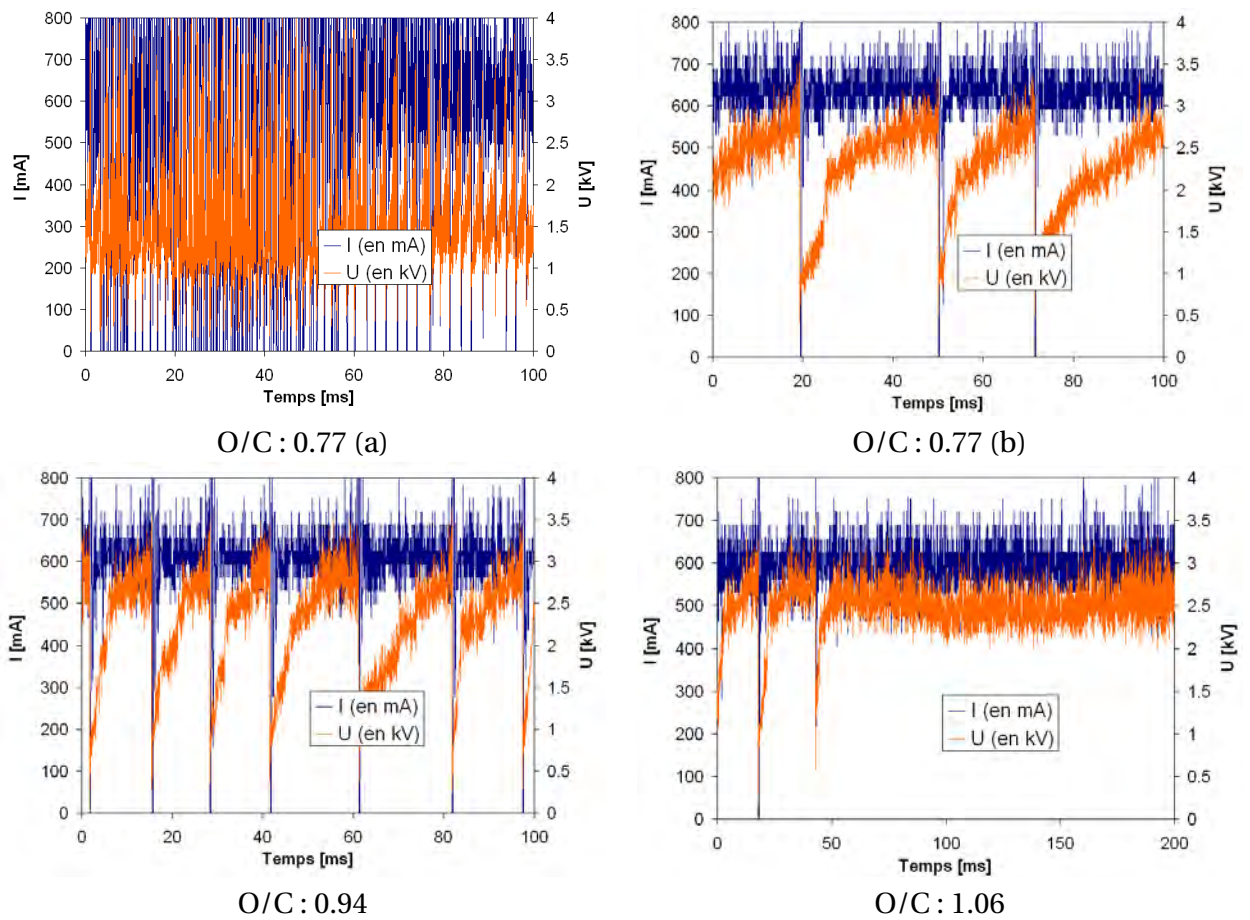 800
700
600
500
400
300
200
100
0
I [mA]
4
3.5
3
2.5
2
1.5
1
0.5
0
U [kV]
I (en mA)
U (en kV)
0 20 40 60 80 100
Temps [ms]
O/C : 0.77 (a)
800
700
600
500
400
300
200
100
0
I [mA]
4
3.5
3
2.5
2
1.5
1
0.5
0
U [kV]
I (en mA)
U (en kV)
0 20 40 60 80 100
Temps [ms]
O/C : 0.77 (b)
800
700
600
500
400
300
200
100
0
I [mA]
4
3.5
3
2.5
2
1.5
1
0.5
0
U [kV]
I (en mA)
U (en kV)
0 20 40 60 80 100
Temps [ms]
O/C : 0.94
800
700
600
500
400
300
200
100
0
I [mA]
4
3.5
3
2.5
2
1.5
1
0.5
0
U [kV]
I (en mA)
U (en kV)
0 50 100 150 200
Temps [ms]
O/C : 1.06